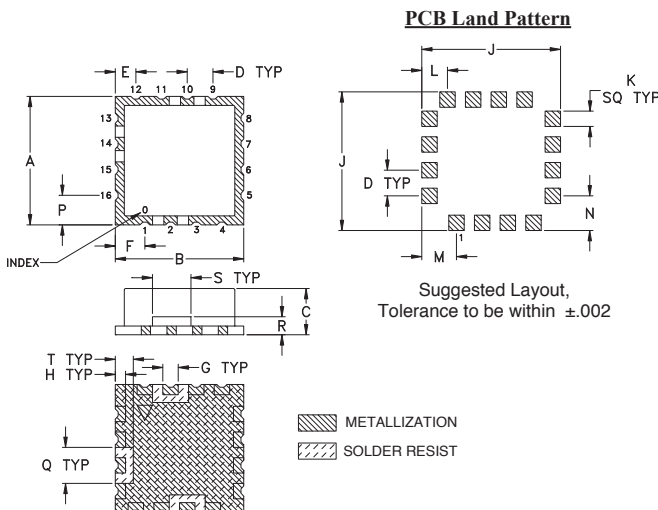 PCB Land Pattern
E
D TYP
12 11 10 9
13
14
15
16
8
7
6
5
A
P
0
1 2 3 4
INDEX
F
B
S TYP
C
R
T TYP
H TYP
G TYP
Q TYP
J
L
K
SQ TYP
J
D TYP
N
M
1
Suggested Layout,
Tolerance to be within ±.002
METALLIZATION
SOLDER RESIST